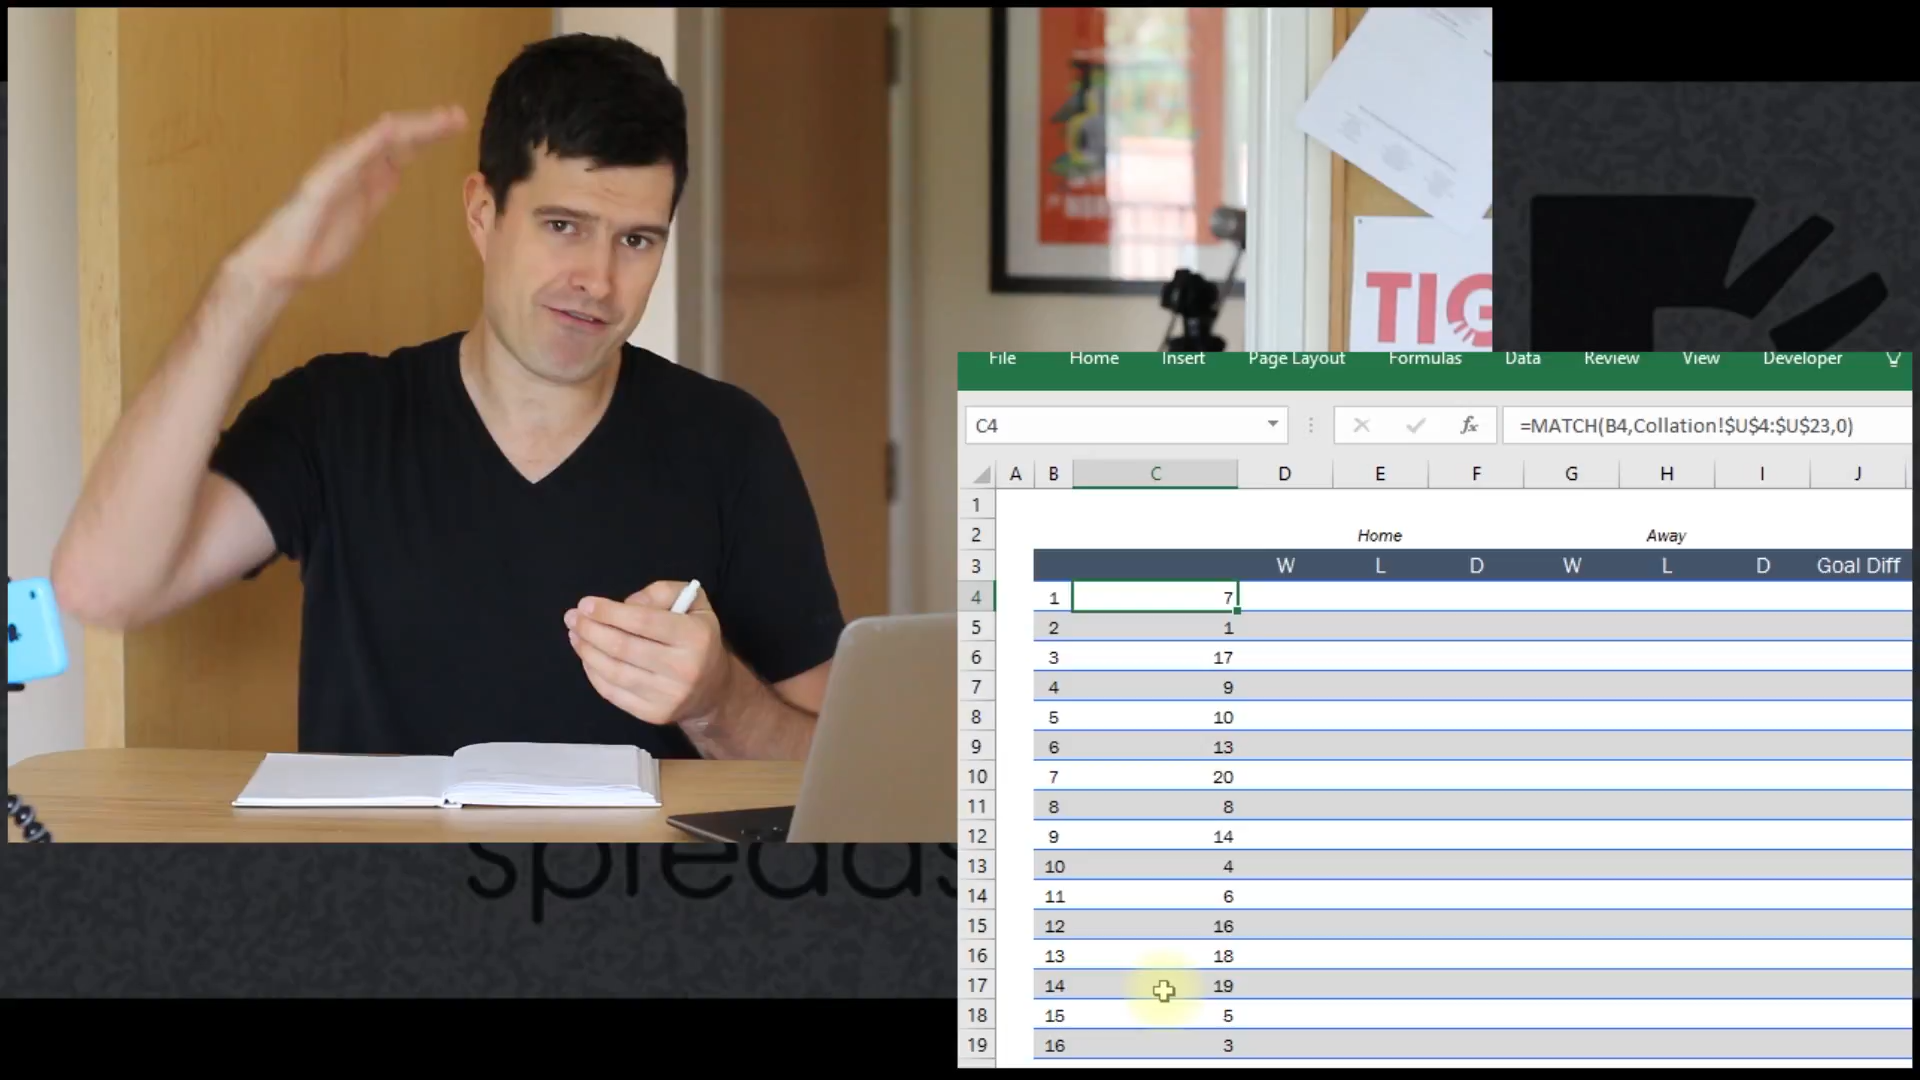 TIG
File Home Insert Page Layout Formulas Data Review View Developer
C4 fx =MATCH(B4,Collation!$U$4:$U$23,0)
A B C D E F G H I J
1
2 Home Away
3 W L D W L D Goal Diff
4 1 7
5 2 1
6 3 17
7 4 9
8 5 10
9 6 13
10 7 20
11 8 8
12 9 14
13 10 4
14 11 6
15 12 16
16 13 18
17 14 19
18 15 5
19 16 3
spreads